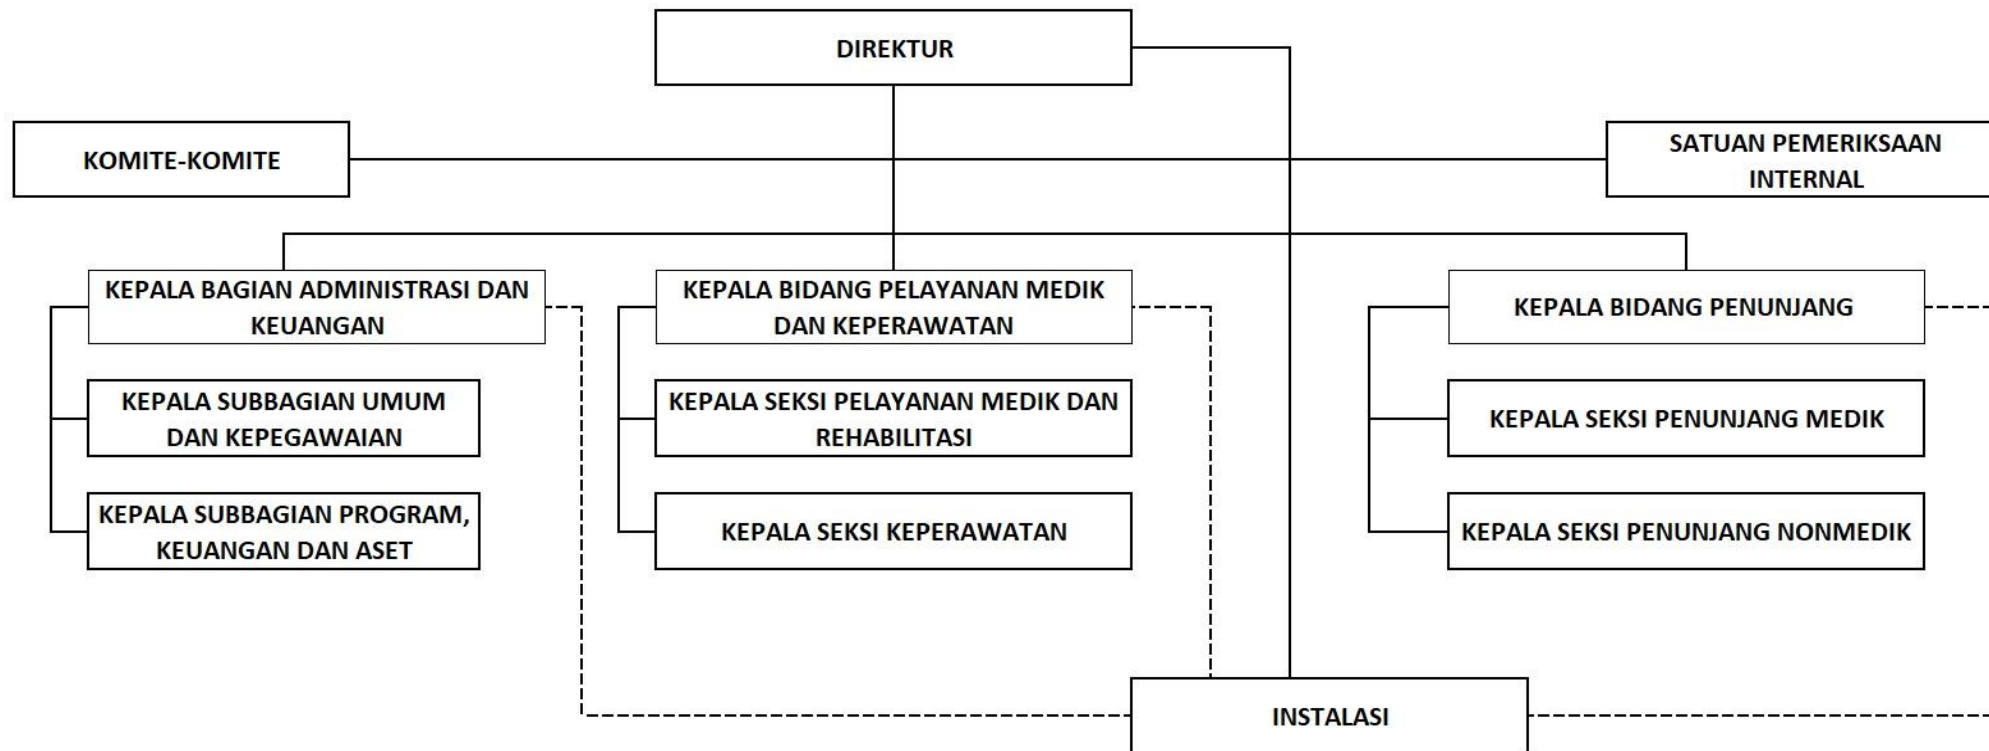 DIREKTUR
KOMITE-KOMITE
SATUAN PEMERIKSAAN
INTERNAL
KEPALA BAGIAN ADMINISTRASI DAN
KEUANGAN
KEPALA BIDANG PELAYANAN MEDIK
DAN KEPERAWATAN
KEPALA BIDANG PENUNJANG
KEPALA SUBBAGIAN UMUM
DAN KEPEGAWAIAN
KEPALA SEKSI PELAYANAN MEDIK DAN
REHABILITASI
KEPALA SEKSI PENUNJANG MEDIK
KEPALA SUBBAGIAN PROGRAM,
KEUANGAN DAN ASET
KEPALA SEKSI KEPERAWATAN
KEPALA SEKSI PENUNJANG NONMEDIK
INSTALASI